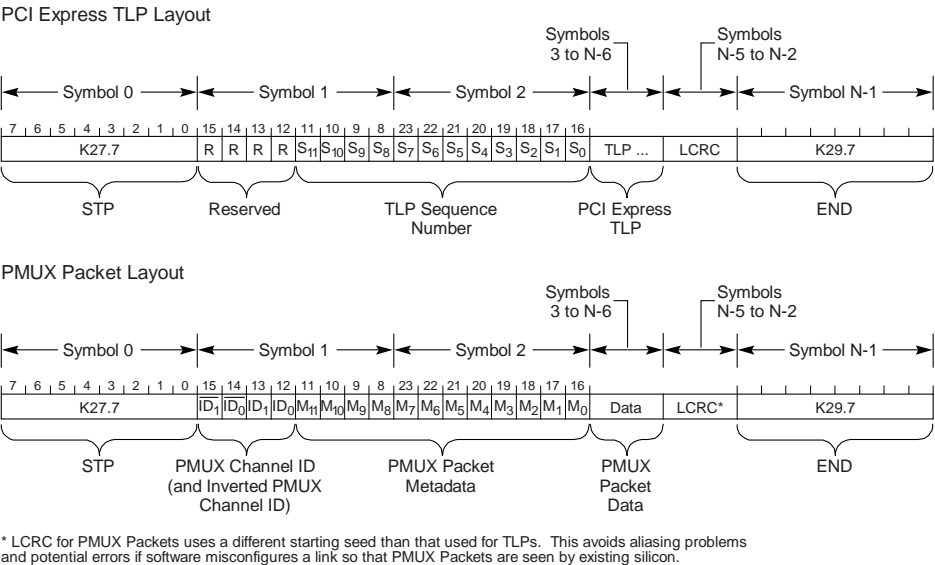 PCI Express TLP Layout
Symbols
3 to N-6
Symbols
N-5 to N-2
Symbol 0 Symbol 1 Symbol 2 Symbol N-1
7 6 5 4 3 2 1 0 15 14 13 12 11 10 9 8 23 22 21 20 19 18 17 16
K27.7 R R R R S11 S10 S9 S8 S7 S6 S5 S4 S3 S2 S1 S0 TLP ... LCRC K29.7
STP Reserved TLP Sequence
Number PCI Express
TLP END
PMUX Packet Layout
Symbols
3 to N-6
Symbols
N-5 to N-2
Symbol 0 Symbol 1 Symbol 2 Symbol N-1
7 6 5 4 3 2 1 0 15 14 13 12 11 10 9 8 23 22 21 20 19 18 17 16
K27.7 I̅D̅1 I̅D̅0 ID1 ID0 M11 M10 M9 M8 M7 M6 M5 M4 M3 M2 M1 M0 Data LCRC* K29.7
STP PMUX Channel ID
(and Inverted PMUX
Channel ID)
PMUX Packet
Metadata
PMUX
Packet
Data
END
* LCRC for PMUX Packets uses a different starting seed than that used for TLPs. This avoids aliasing problems
and potential errors if software misconfigures a link so that PMUX Packets are seen by existing silicon.